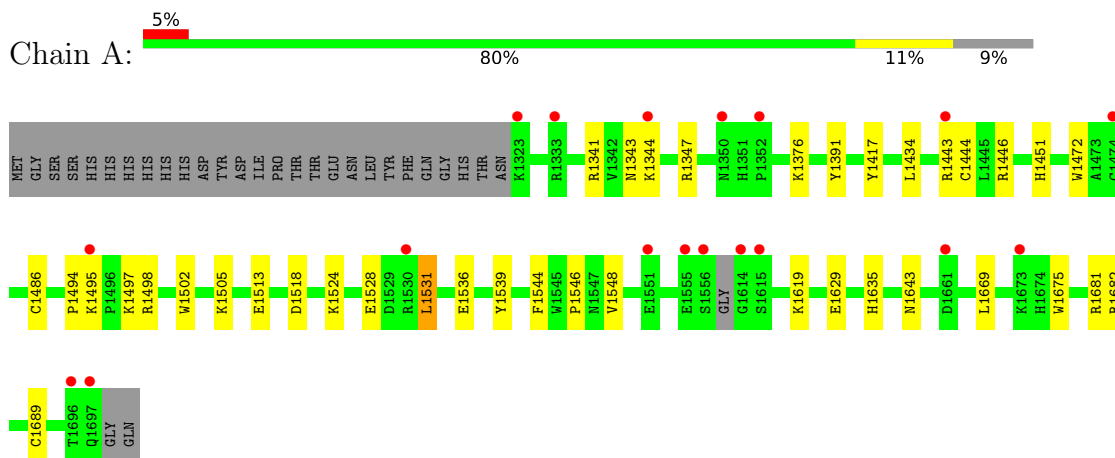 5%
Chain A:
80% 11% 9%
MET GLY SER SER HIS HIS HIS HIS HIS HIS ASP TYR ASP ILE PRO THR THR GLU ASN LEU TYR PHE GLN GLY HIS THR ASN K1323 R1333 R1341 V1342 N1343 K1344 R1347 N1350 H1351 P1352 K1376 Y1391 Y1417 L1434 R1443 C1444 L1445 R1446 H1451 W1472 A1473 C1474
C1486 P1494 K1495 P1496 K1497 R1498 W1502 K1505 E1513 D1518 K1524 E1528 D1529 R1530 L1531 E1536 Y1539 F1544 W1545 P1546 N1547 V1548 E1551 E1555 S1556 GLY G1614 S1615 K1619 E1629 H1635 N1643 D1661 L1669 K1673 H1674 W1675 R1681 R1682
C1689 T1696 Q1697 GLY GLN